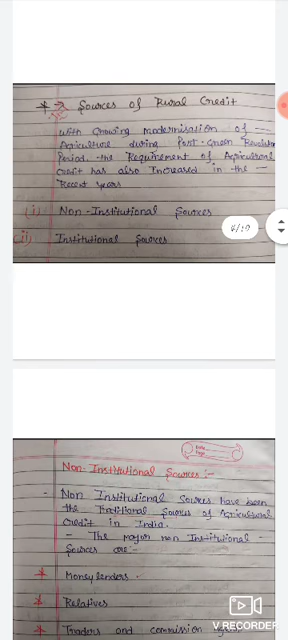 * → Sources of Rural Credit
with Growing modernisation of -
Agriculture during Post-Green Revolution
Period. the Requirement of Agricultural
Credit has also Increased in the -
Recent years
(i) Non-Institutional Sources
(ii) Institutional Sources
Non-Institutional Sources :-
- Non Institutional Sources have been
the Traditional Sources of Agricultural
Credit in India.
- The major non Institutional -
Sources are -
* Money lenders -
* Relatives
* Traders and commission
V RECORDER